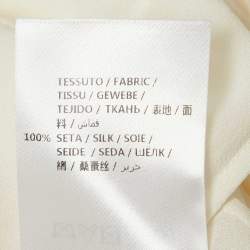 TESSUTO / FABRIC /
TISSU / GEWEBE /
TEJIDO / ТКАНЬ / 表地 / 面
料 / قماش /
100% SETA / SILK / SOIE /
SEIDE / SEDA / ШЁЛК /
絹 / 桑蚕丝 / حرير /